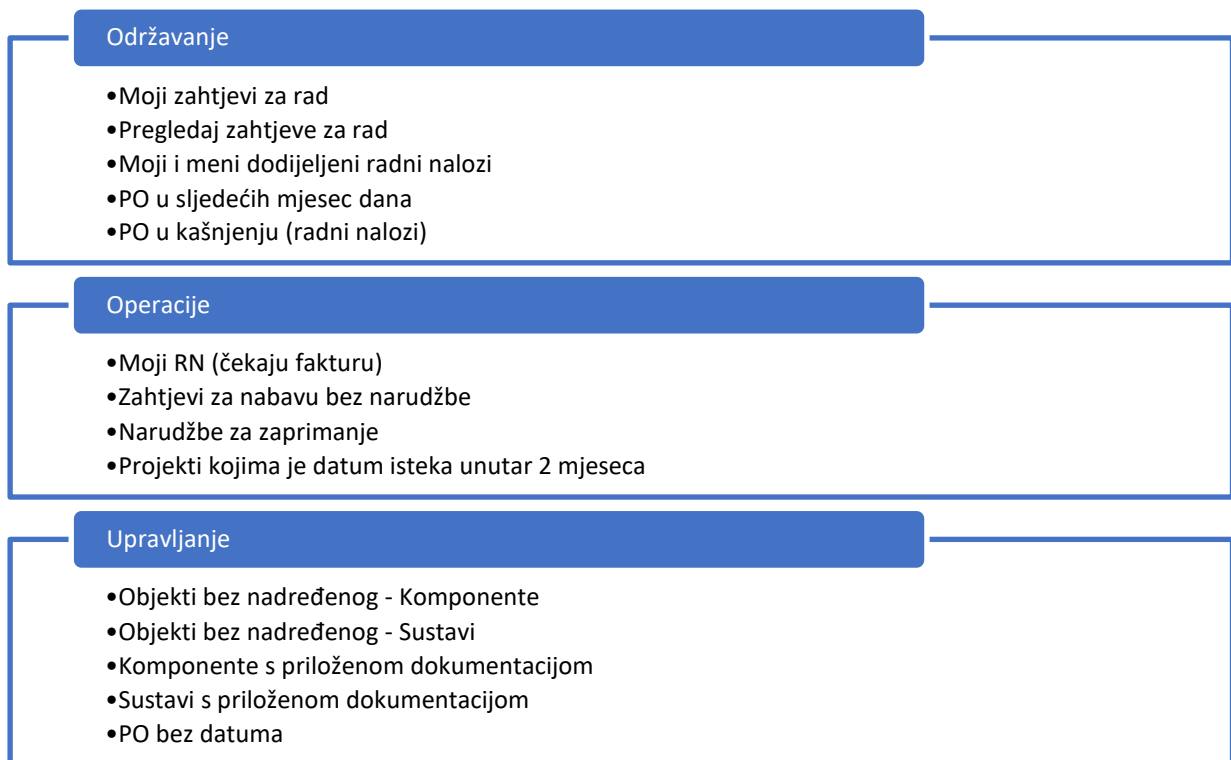 Održavanje
•Moji zahtjevi za rad
•Pregledaj zahtjeve za rad
•Moji i meni dodijeljeni radni nalozi
•PO u sljedećih mjesec dana
•PO u kašnjenju (radni nalozi)
Operacije
•Moji RN (čekaju fakturu)
•Zahtjevi za nabavu bez narudžbe
•Narudžbe za zaprimanje
•Projekti kojima je datum isteka unutar 2 mjeseca
Upravljanje
•Objekti bez nadređenog - Komponente
•Objekti bez nadređenog - Sustavi
•Komponente s priloženom dokumentacijom
•Sustavi s priloženom dokumentacijom
•PO bez datuma